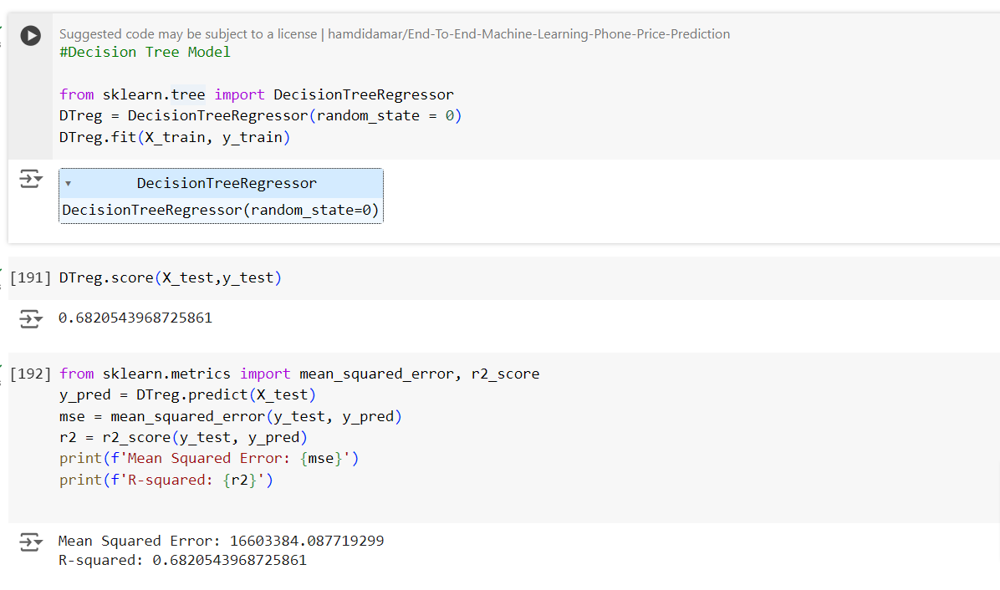 Suggested code may be subject to a license | hamdidamar/End-To-End-Machine-Learning-Phone-Price-Prediction
#Decision Tree Model
from sklearn.tree import DecisionTreeRegressor
DTreg = DecisionTreeRegressor(random_state = 0)
DTreg.fit(X_train, y_train)
DecisionTreeRegressor
DecisionTreeRegressor(random_state=0)
[191] DTreg.score(X_test,y_test)
0.6820543968725861
[192] from sklearn.metrics import mean_squared_error, r2_score
y_pred = DTreg.predict(X_test)
mse = mean_squared_error(y_test, y_pred)
r2 = r2_score(y_test, y_pred)
print(f'Mean Squared Error: {mse}')
print(f'R-squared: {r2}')
Mean Squared Error: 16603384.087719299
R-squared: 0.6820543968725861